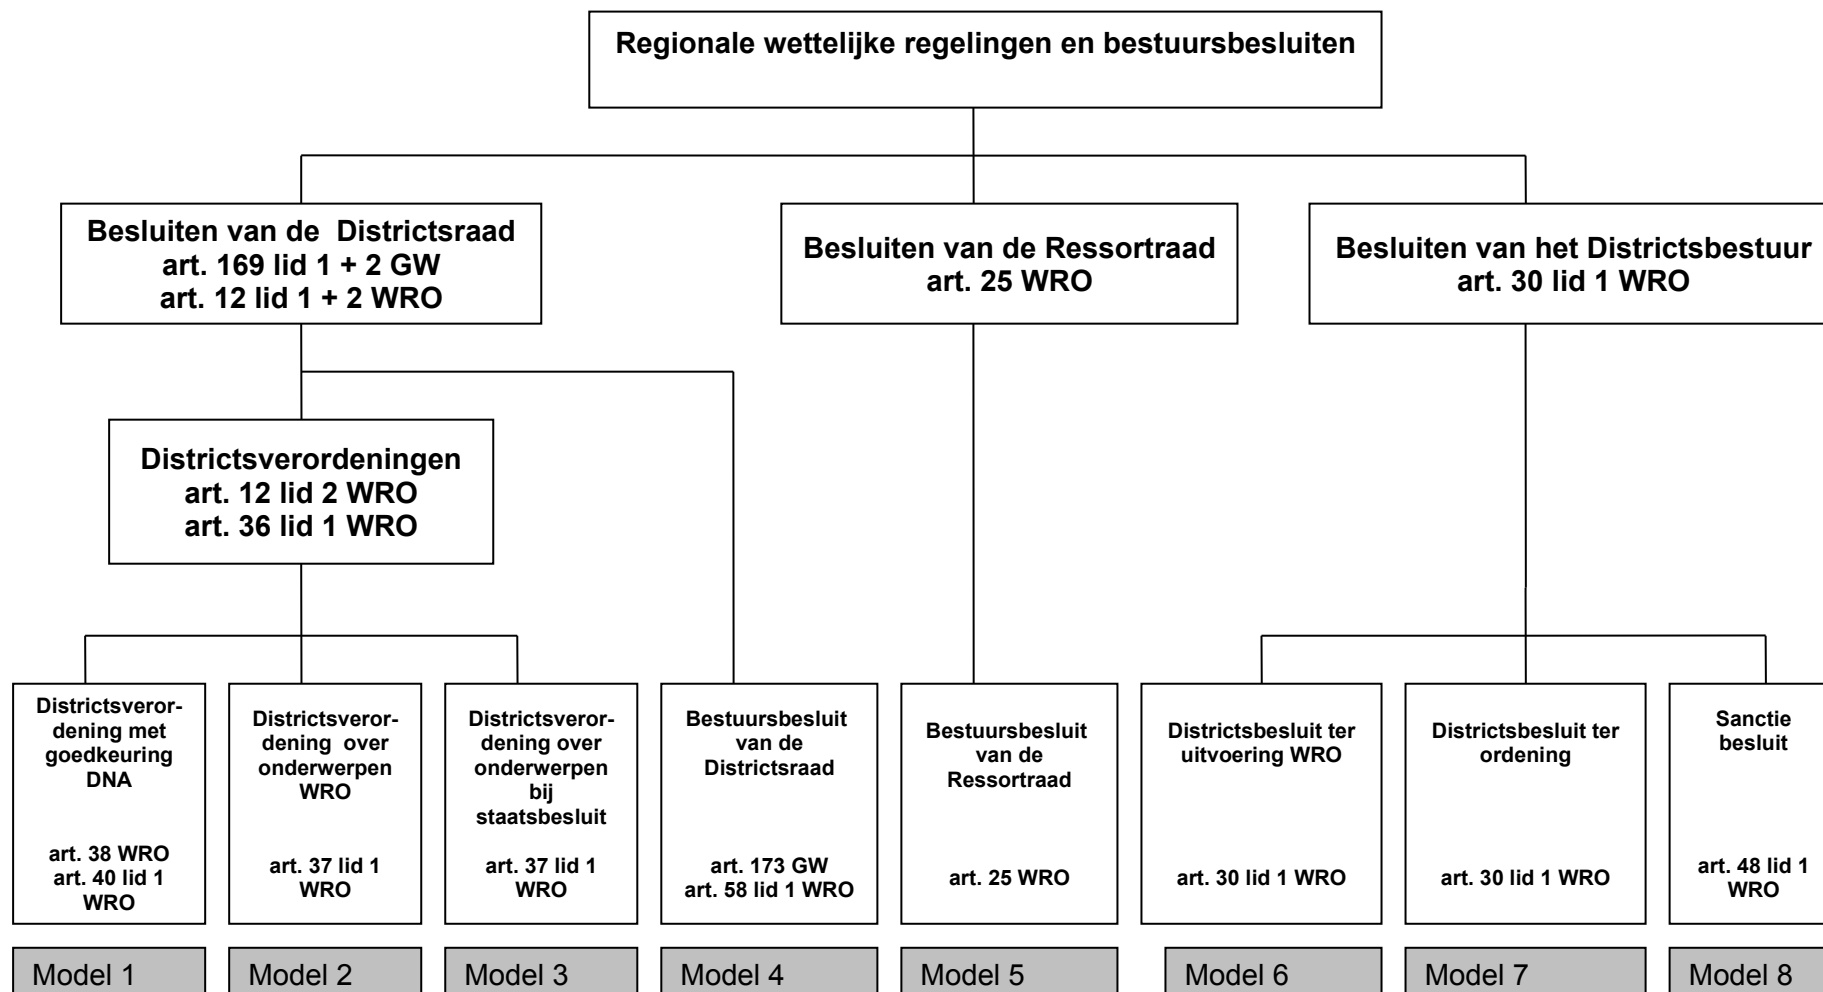 Regionale wettelijke regelingen en bestuursbesluiten
Besluiten van de Districtsraad
art. 169 lid 1 + 2 GW
art. 12 lid 1 + 2 WRO
Besluiten van de Ressortraad
art. 25 WRO
Besluiten van het Districtsbestuur
art. 30 lid 1 WRO
Districtsverordeningen
art. 12 lid 2 WRO
art. 36 lid 1 WRO
Districtsveror-
dening met
goedkeuring
DNA
art. 38 WRO
art. 40 lid 1
WRO
Districtsveror-
dening over
onderwerpen
WRO
art. 37 lid 1
WRO
Districtsveror-
dening over
onderwerpen
bij
staatsbesluit
art. 37 lid 1
WRO
Bestuursbesluit
van de
Districtsraad
art. 173 GW
art. 58 lid 1 WRO
Bestuursbesluit
van de
Ressortraad
art. 25 WRO
Districtsbesluit ter
uitvoering WRO
art. 30 lid 1 WRO
Districtsbesluit ter
ordening
art. 30 lid 1 WRO
Sanctie
besluit
art. 48 lid 1
WRO
Model 1
Model 2
Model 3
Model 4
Model 5
Model 6
Model 7
Model 8